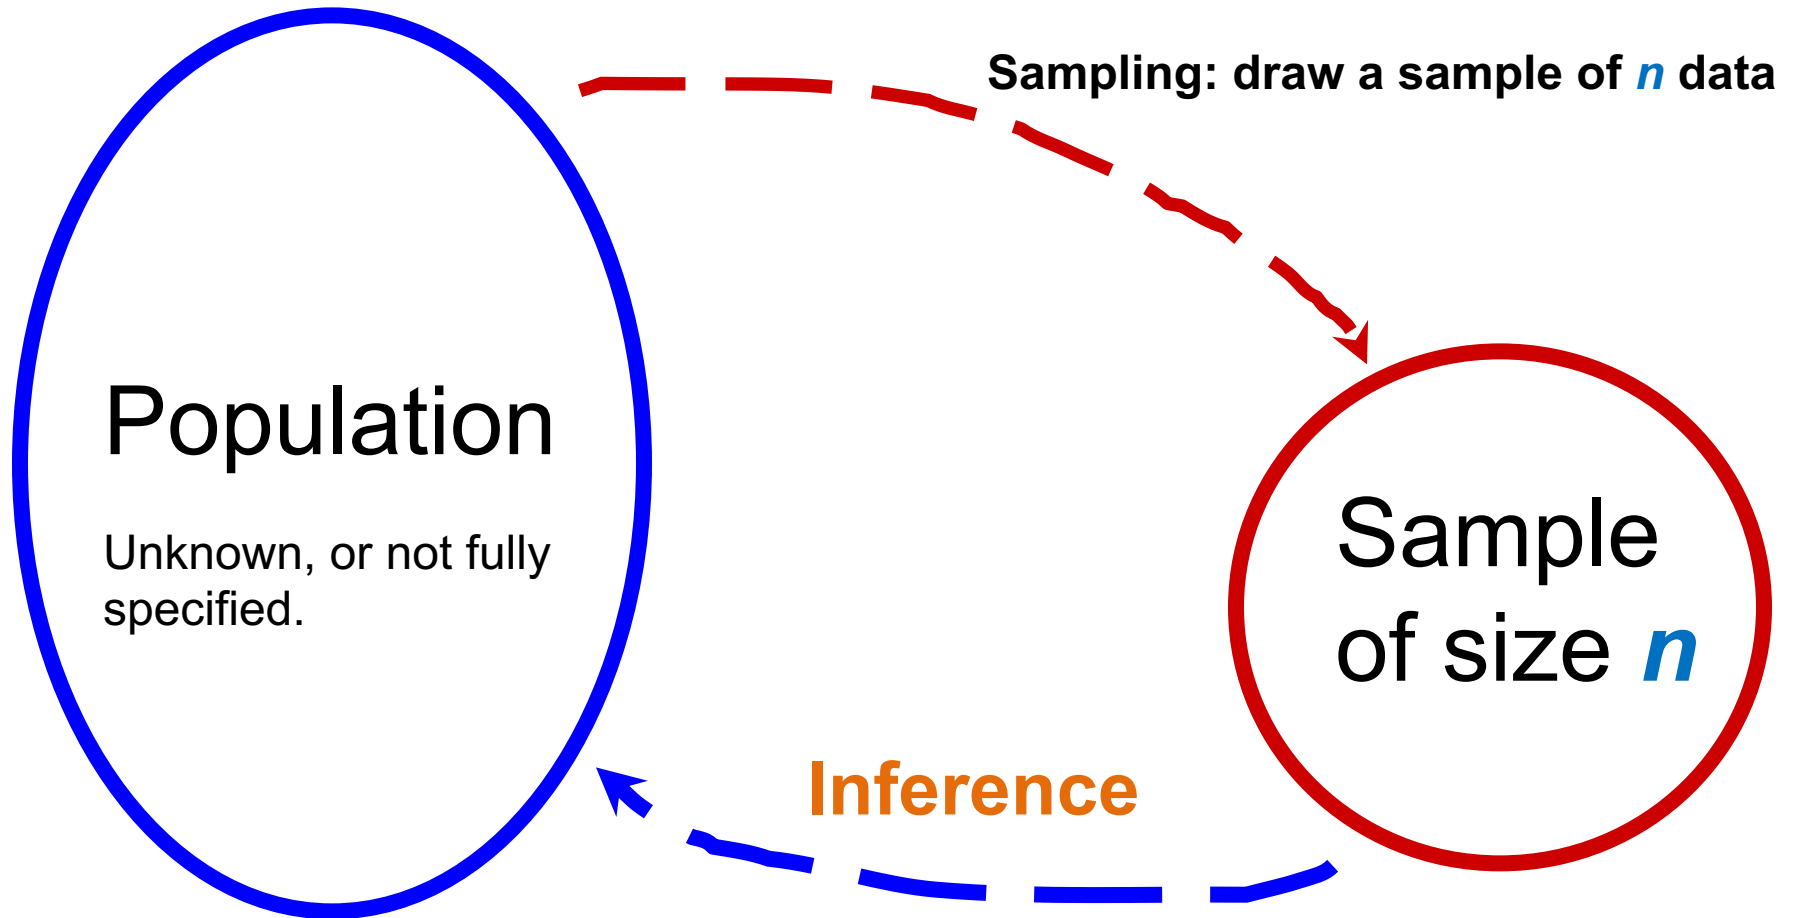 Sampling: draw a sample of n data
Population
Unknown, or not fully
specified.
Sample
of size n
Inference